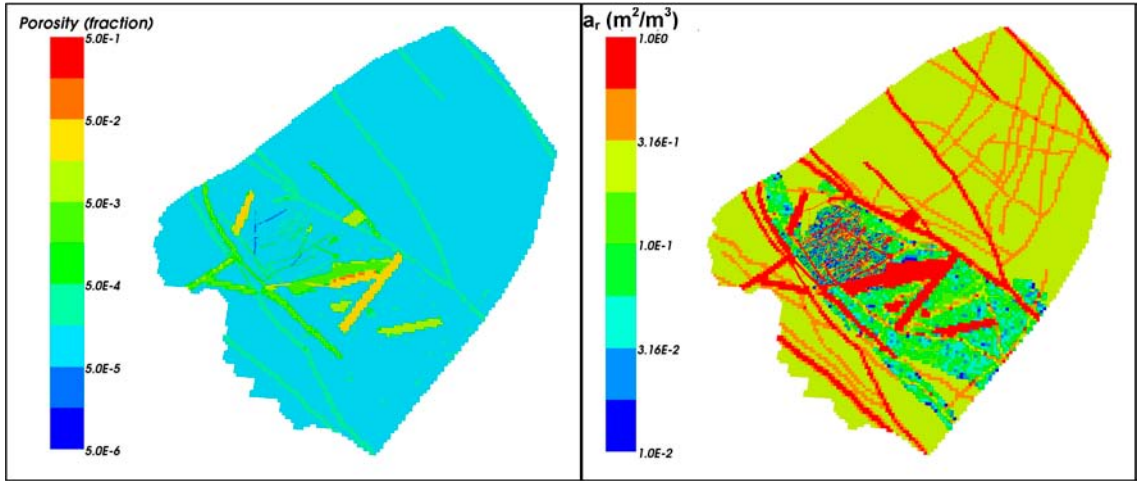 Porosity (fraction)
5.0E-1
5.0E-2
5.0E-3
5.0E-4
5.0E-5
5.0E-6
aᵣ (m²/m³)
1.0E0
3.16E-1
1.0E-1
3.16E-2
1.0E-2